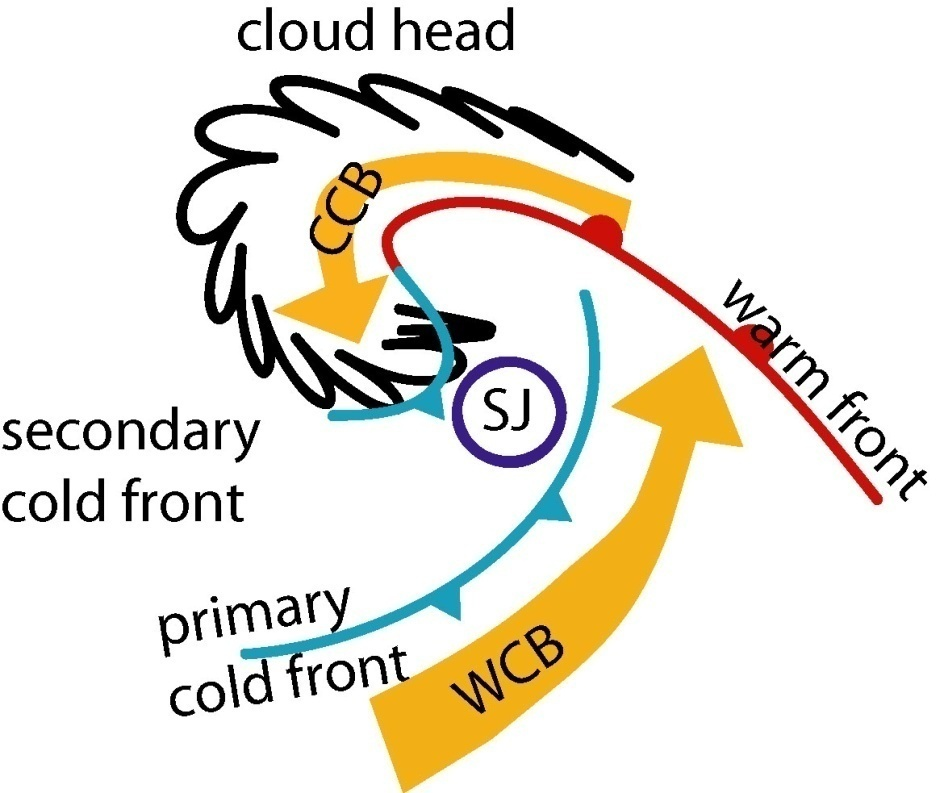 cloud head
CCB
warm front
SJ
secondary
cold front
primary
cold front
WCB